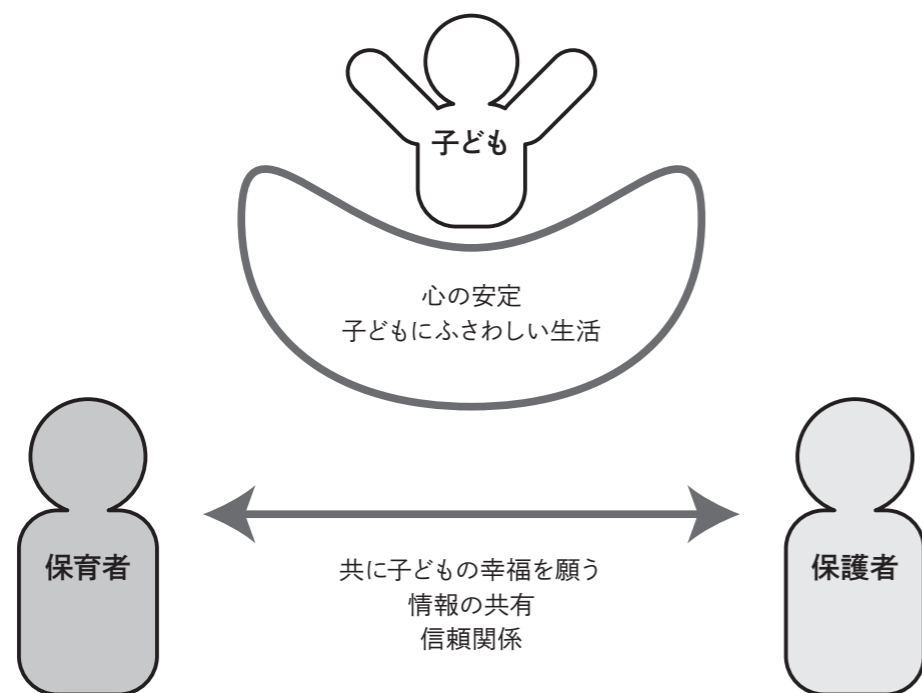 子ども
心の安定
子どもにふさわしい生活
保育者
共に子どもの幸福を願う
情報の共有
信頼関係
保護者